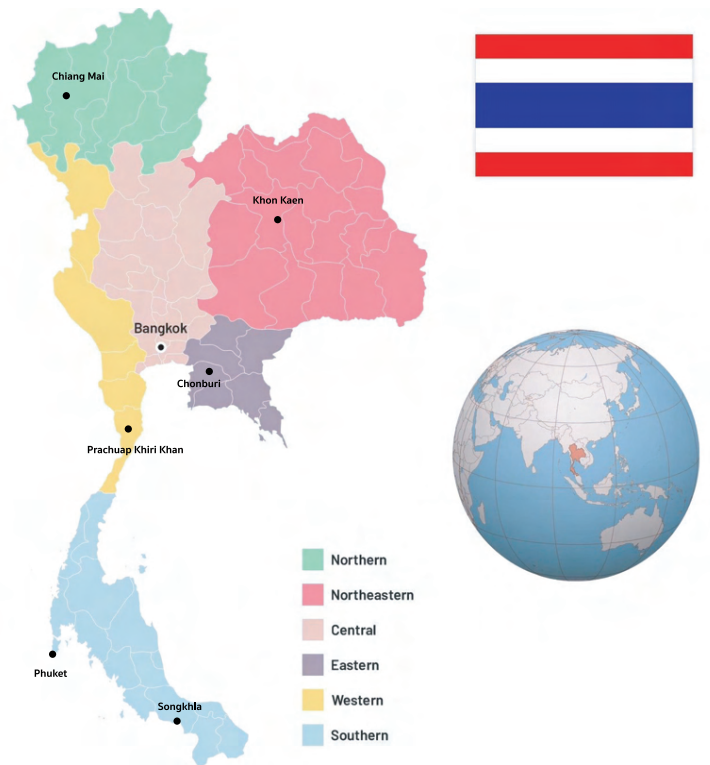 Chiang Mai
Khon Kaen
Bangkok
Chonburi
Prachuap Khiri Khan
Phuket
Songkhla
Northern
Northeastern
Central
Eastern
Western
Southern